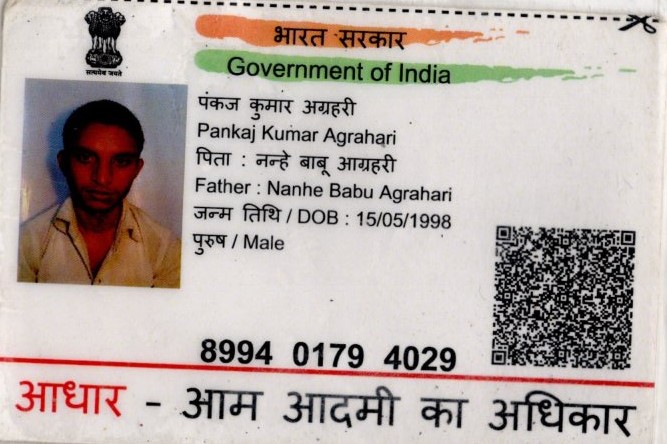 भारत सरकार
Government of India
सत्यमेव जयते
पंकज कुमार अग्रहरी
Pankaj Kumar Agrahari
पिता : नन्हे बाबू आग्रहरी
Father : Nanhe Babu Agrahari
जन्म तिथि / DOB : 15/05/1998
पुरुष / Male
8994 0179 4029
आधार - आम आदमी का अधिकार